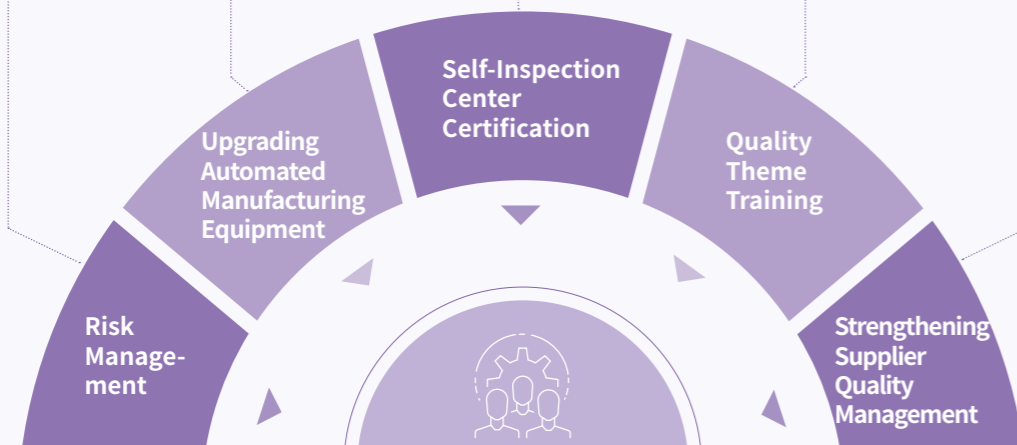 Self-Inspection
Center
Certification
Upgrading
Automated
Manufacturing
Equipment
Quality
Theme
Training
Risk
Manage-
ment
Strengthening
Supplier
Quality
Management